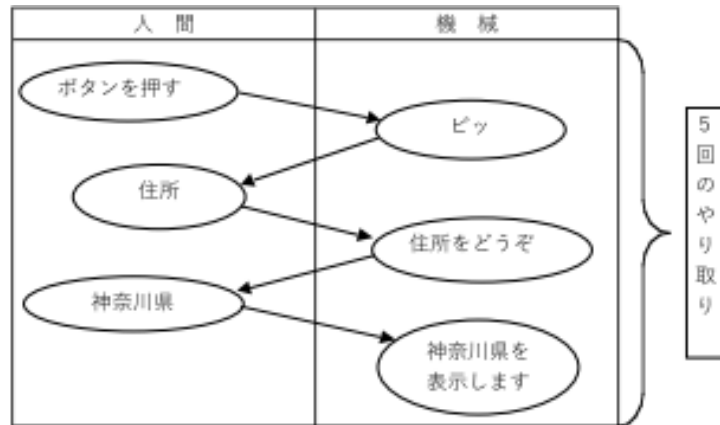 人 間
機 械
ボタンを押す
ピッ
住所
住所をどうぞ
神奈川県
神奈川県を
表示します
5回のやり取り